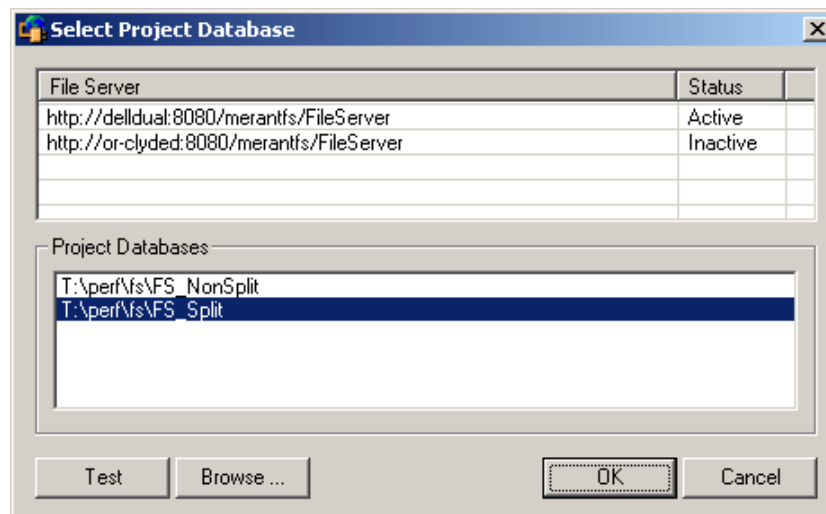 Select Project Database
File Server Status
http://delldual:8080/merantfs/FileServer Active
http://or-clyded:8080/merantfs/FileServer Inactive
Project Databases
T:\perf\fs\FS_NonSplit
T:\perf\fs\FS_Split
Test Browse ... OK Cancel